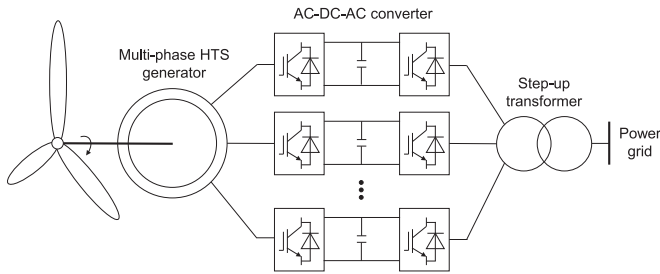 AC-DC-AC converter
Multi-phase HTS
generator
Step-up
transformer
Power
grid